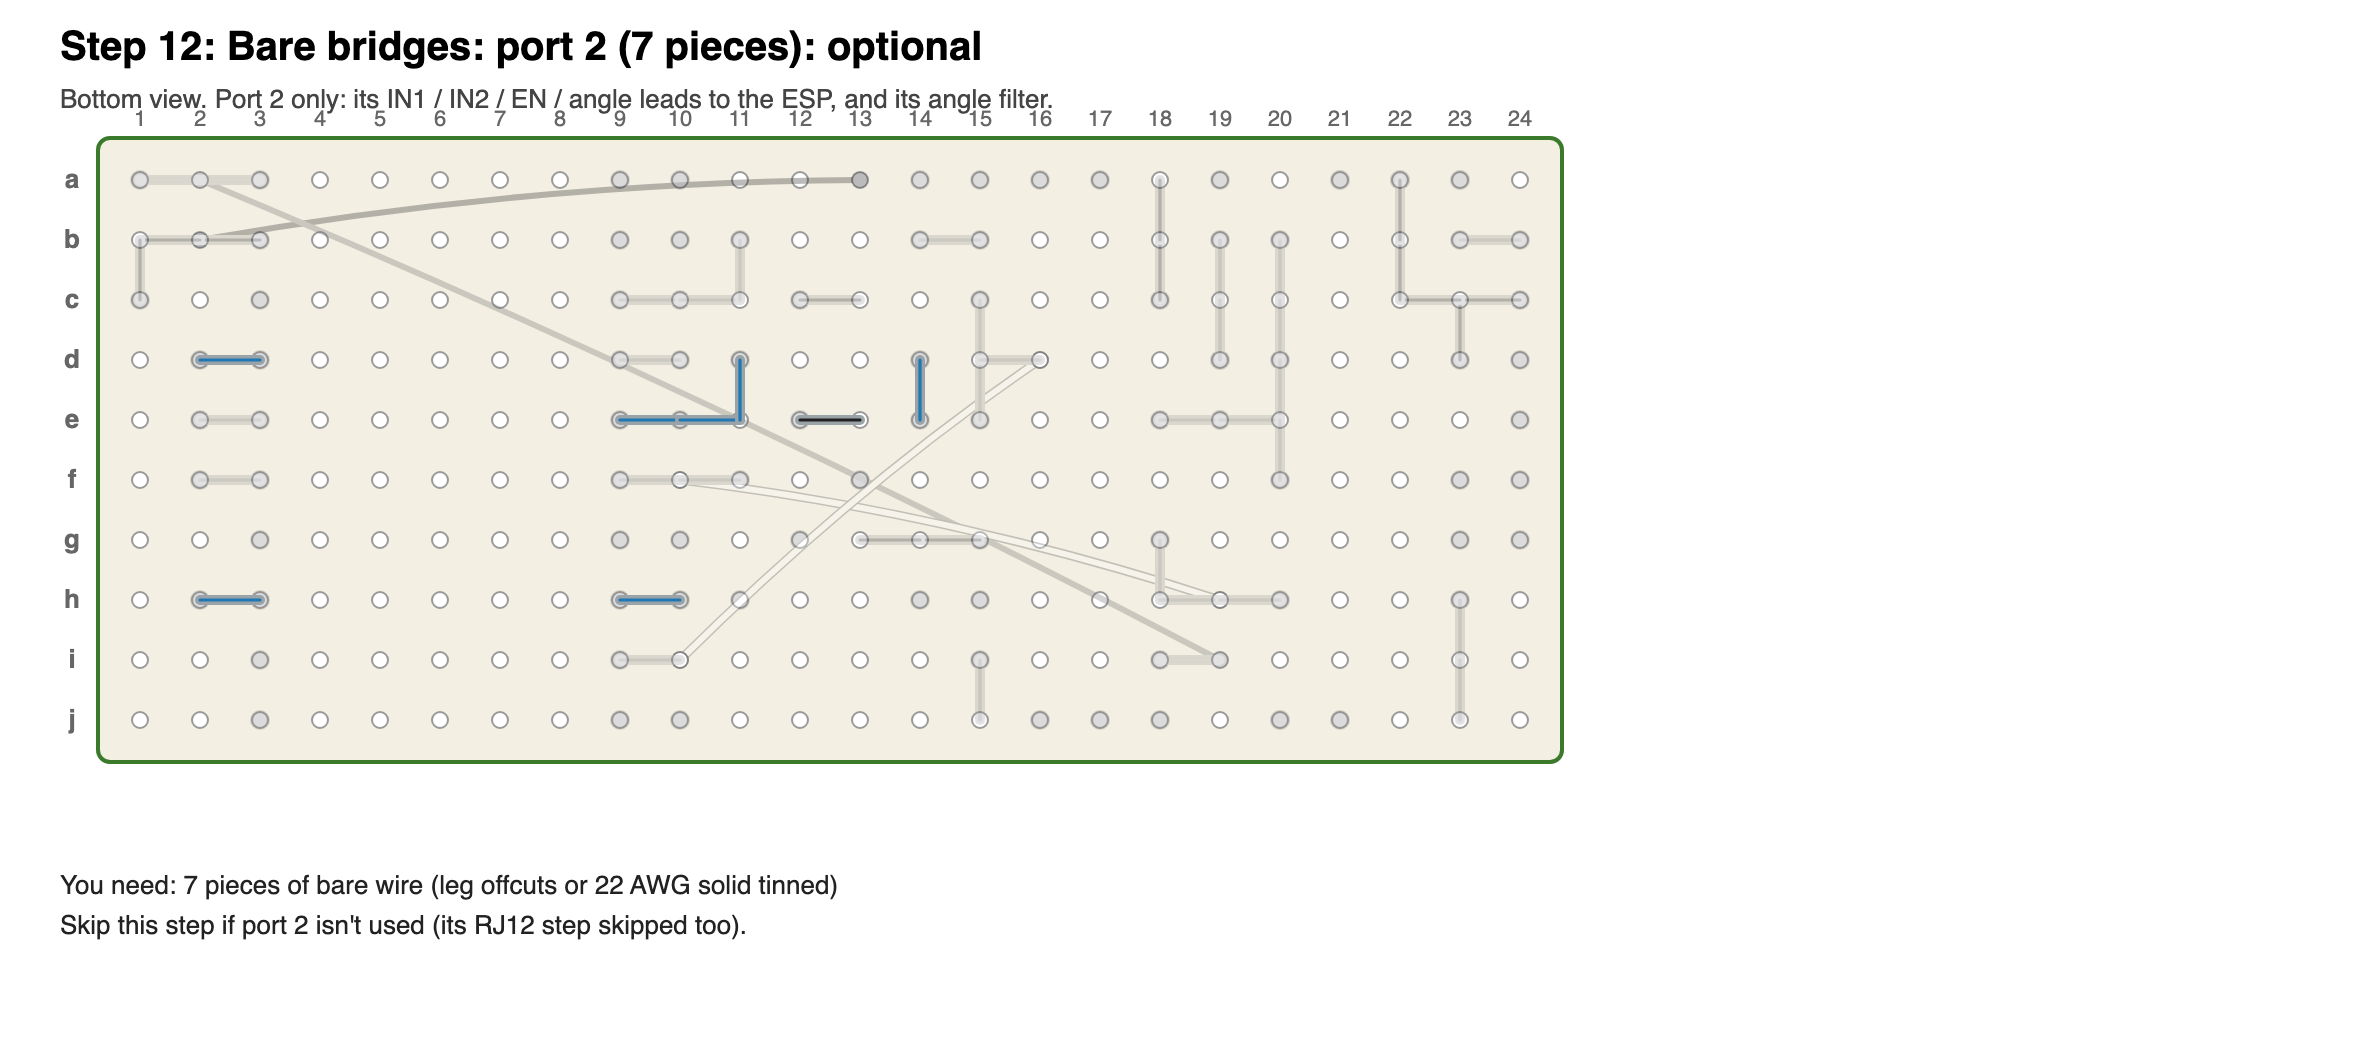 Step 12: Bare bridges: port 2 (7 pieces): optional
Bottom view. Port 2 only: its IN1 / IN2 / EN / angle leads to the ESP, and its angle filter.
1 2 3 4 5 6 7 8 9 10 11 12 13 14 15 16 17 18 19 20 21 22 23 24
a
b
c
d
e
f
g
h
i
j
You need: 7 pieces of bare wire (leg offcuts or 22 AWG solid tinned)
Skip this step if port 2 isn't used (its RJ12 step skipped too).